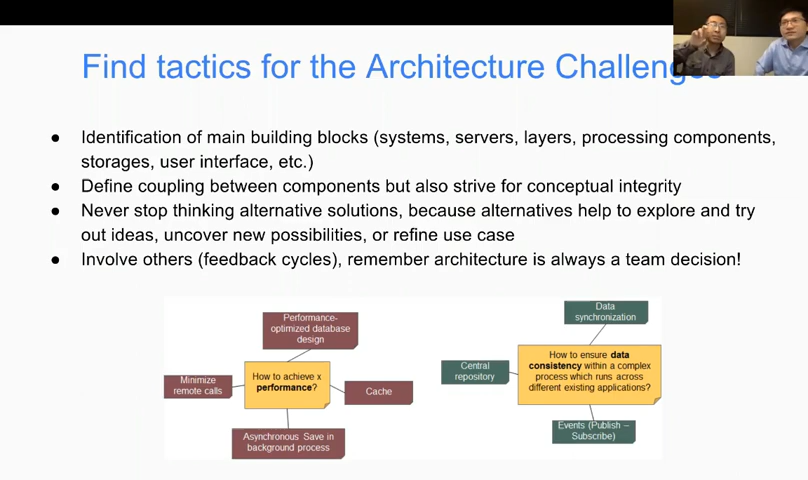 Find tactics for the Architecture Challenges
● Identification of main building blocks (systems, servers, layers, processing components,
storages, user interface, etc.)
● Define coupling between components but also strive for conceptual integrity
● Never stop thinking alternative solutions, because alternatives help to explore and try
out ideas, uncover new possibilities, or refine use case
● Involve others (feedback cycles), remember architecture is always a team decision!
Performance-
optimized database
design
Minimize
remote calls
How to achieve x
performance?
Cache
Asynchronous Save in
background process
Data
synchronization
Central
repository
How to ensure data
consistency within a complex
process which runs across
different existing applications?
Events (Publish –
Subscribe)